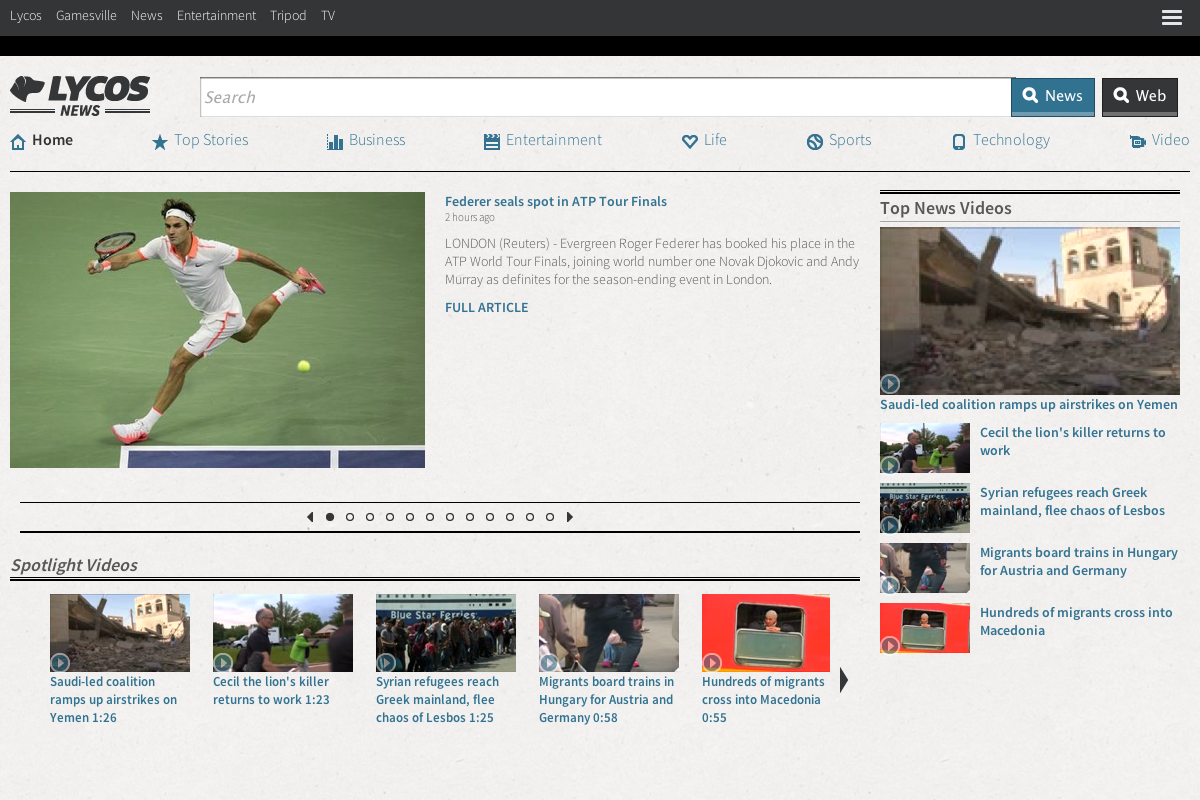 Lycos Gamesville News Entertainment Tripod TV
LYCOS
NEWS
Search
News
Web
Home Top Stories Business Entertainment Life Sports Technology Video
Federer seals spot in ATP Tour Finals
2 hours ago
LONDON (Reuters) - Evergreen Roger Federer has booked his place in the
ATP World Tour Finals, joining world number one Novak Djokovic and Andy
Murray as definites for the season-ending event in London.
FULL ARTICLE
Top News Videos
Saudi-led coalition ramps up airstrikes on Yemen
Cecil the lion's killer returns to
work
Blue Star Ferries
Syrian refugees reach Greek
mainland, flee chaos of Lesbos
Migrants board trains in Hungary
for Austria and Germany
Hundreds of migrants cross into
Macedonia
Spotlight Videos
Saudi-led coalition
ramps up airstrikes on
Yemen 1:26
Cecil the lion's killer
returns to work 1:23
Blue Star Ferries
Syrian refugees reach
Greek mainland, flee
chaos of Lesbos 1:25
Migrants board trains in
Hungary for Austria and
Germany 0:58
Hundreds of migrants
cross into Macedonia
0:55